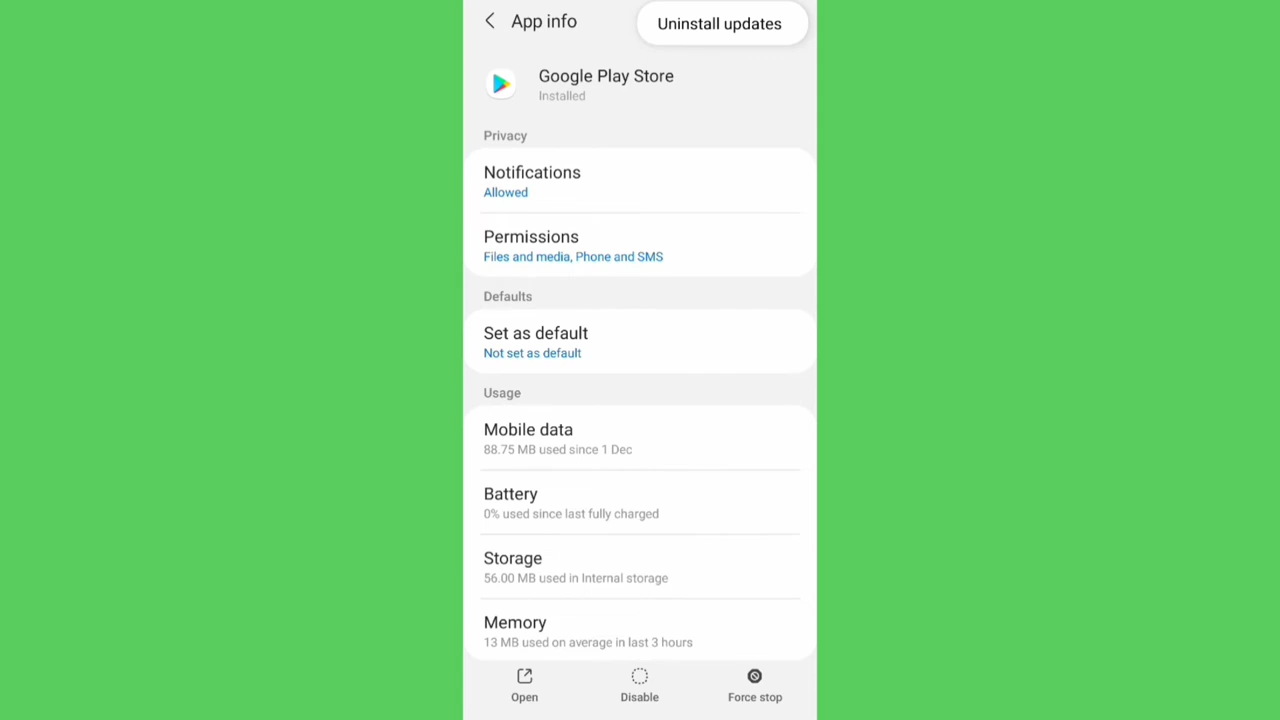 App info
Uninstall updates
Google Play Store
Installed
Privacy
Notifications
Allowed
Permissions
Files and media, Phone and SMS
Defaults
Set as default
Not set as default
Usage
Mobile data
88.75 MB used since 1 Dec
Battery
0% used since last fully charged
Storage
56.00 MB used in Internal storage
Memory
13 MB used on average in last 3 hours
Open
Disable
Force stop